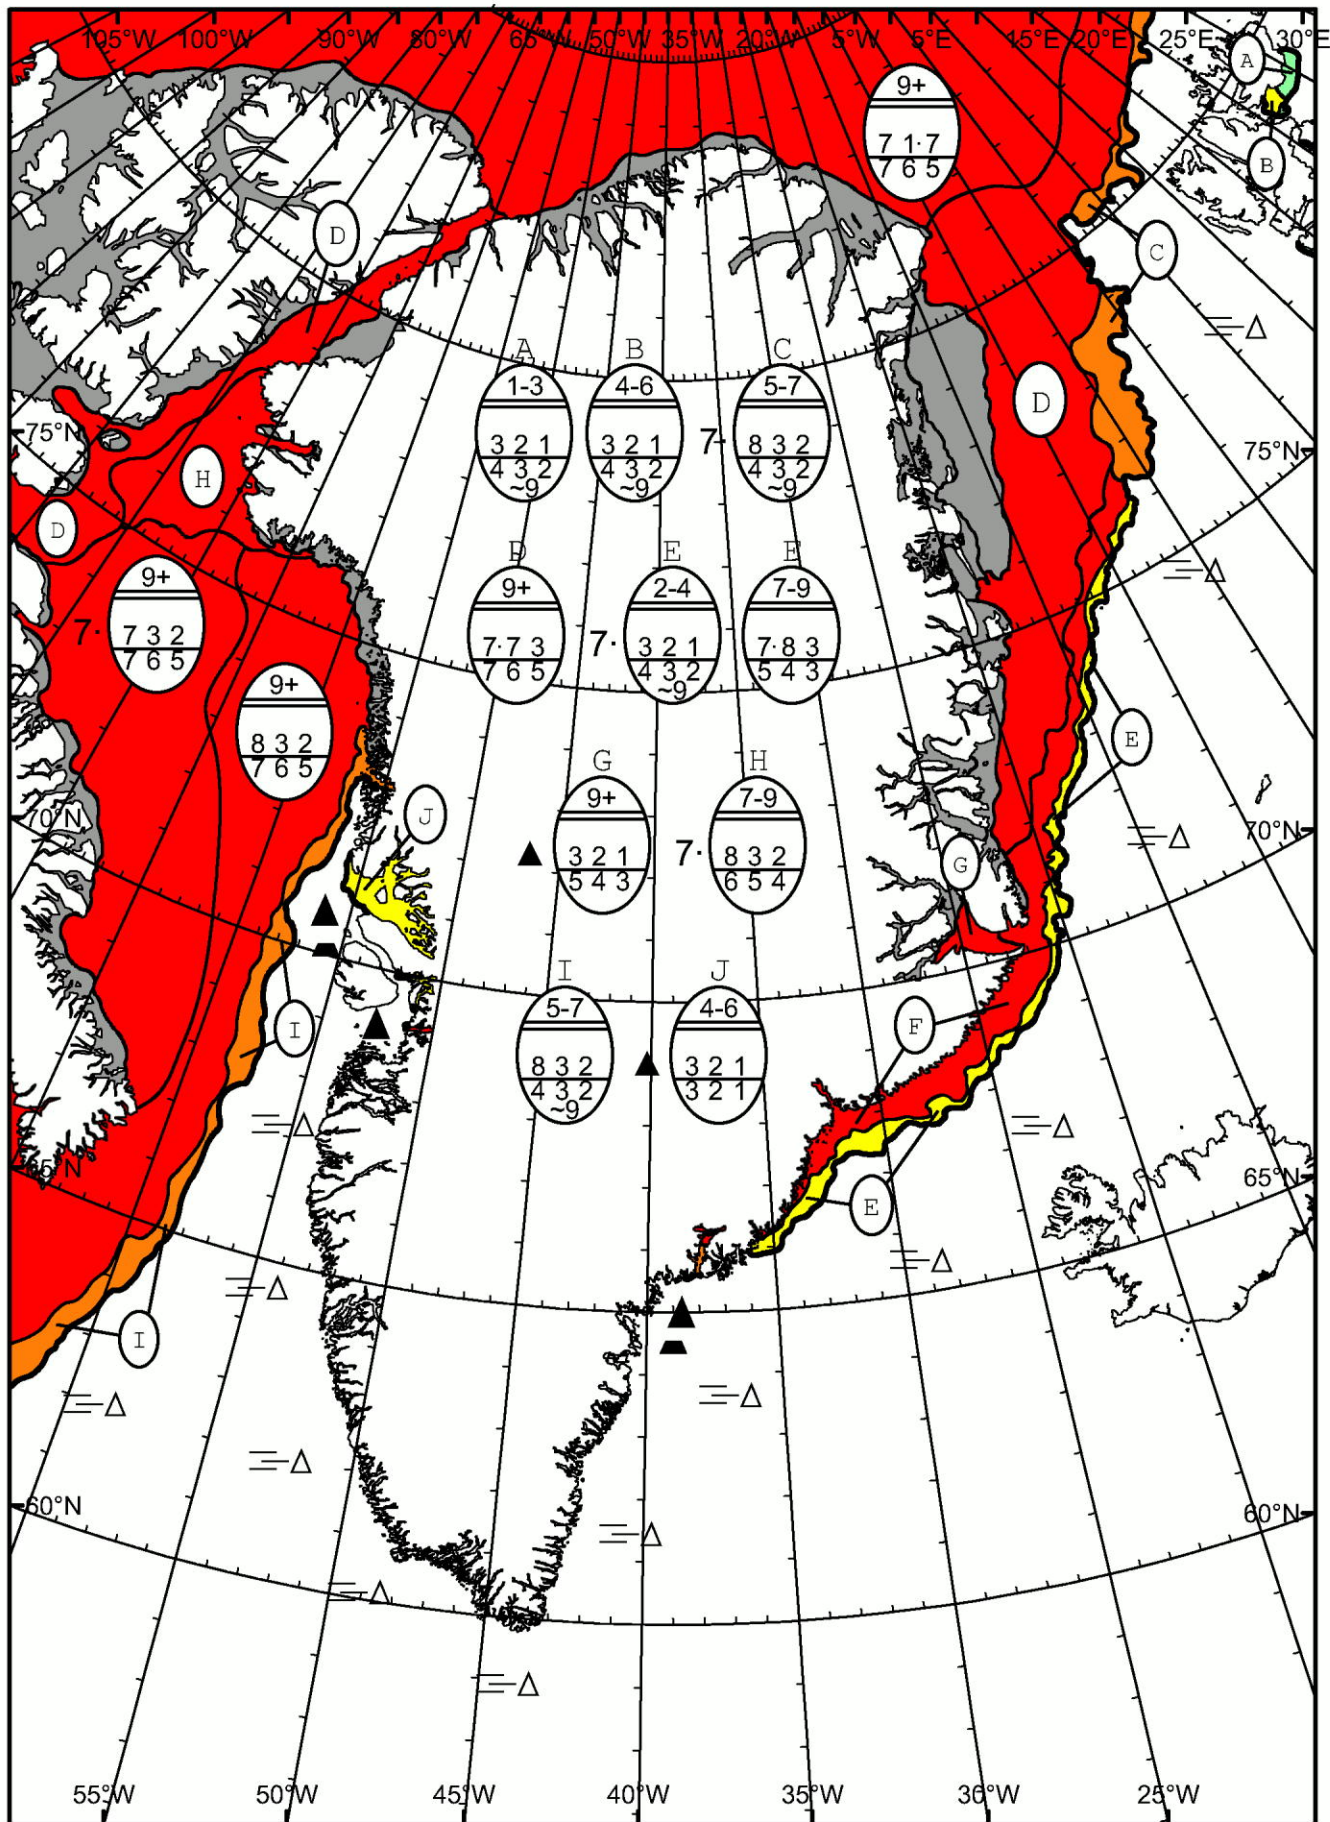 105°W 100°W 90°W 80°W 65°W 50°W 35°W 20°W 5°W 5°E 15°E 20°E 25°E 30°E
A
9+
7 1· 7
7 6 5
B
D
C
A B C
1-3 4-6 5-7
3 2 1 3 2 1 7· 8 3 2
4 3 2 4 3 2 4 3 2
~9 ~9 ~9
D
75°N 75°N
H
D
D E F
9+ 9+ 2-4 7-9
7· 7 3 2 7· 7 3 7· 3 2 1 7· 8 3
7 6 5 7 6 5 4 3 2 5 4 3
~9
9+
8 3 2
7 6 5
E
G H
9+ 7-9
J
70°N 70°N
3 2 1 7· 8 3 2
5 4 3 6 5 4
G
I J
5-7 4-6
I F
8 3 2 3 2 1
4 3 2 3 2 1
~9
65°N 65°N
E
I
60°N 60°N
55°W 50°W 45°W 40°W 35°W 30°W 25°W